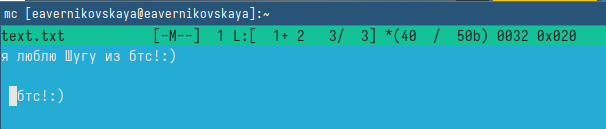 mc [eavernikovskaya@eavernikovskaya]:~
text.txt [-M--] 1 L:[ 1+ 2 3/ 3] *(40 / 50b) 0032 0x020
я люблю Шугу из бтс!:)
бтс!:)